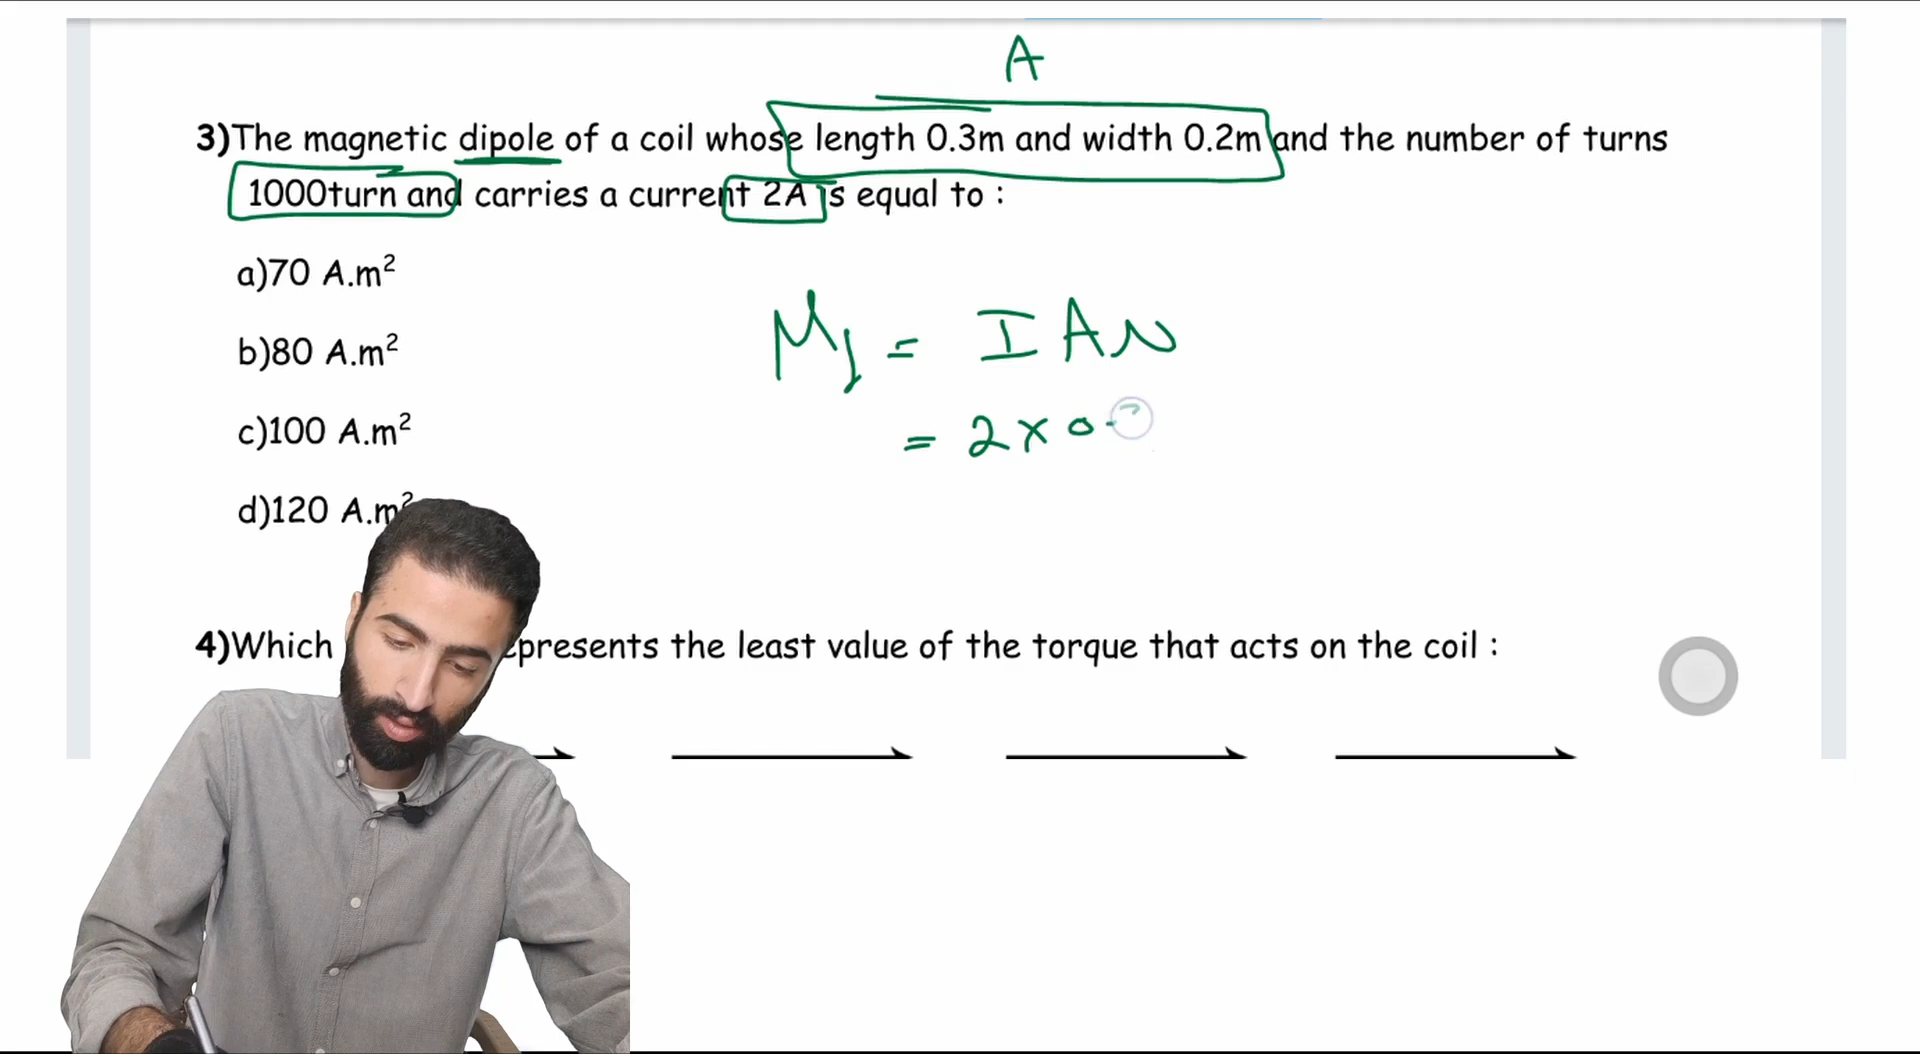 A
3)The magnetic dipole of a coil whose length 0.3m and width 0.2m and the number of turns
1000turn and carries a current 2A is equal to :
a)70 A.m²
b)80 A.m²
c)100 A.m²
d)120 A.m²
= I A N
= 2 x 0.
4)Which
presents the least value of the torque that acts on the coil :